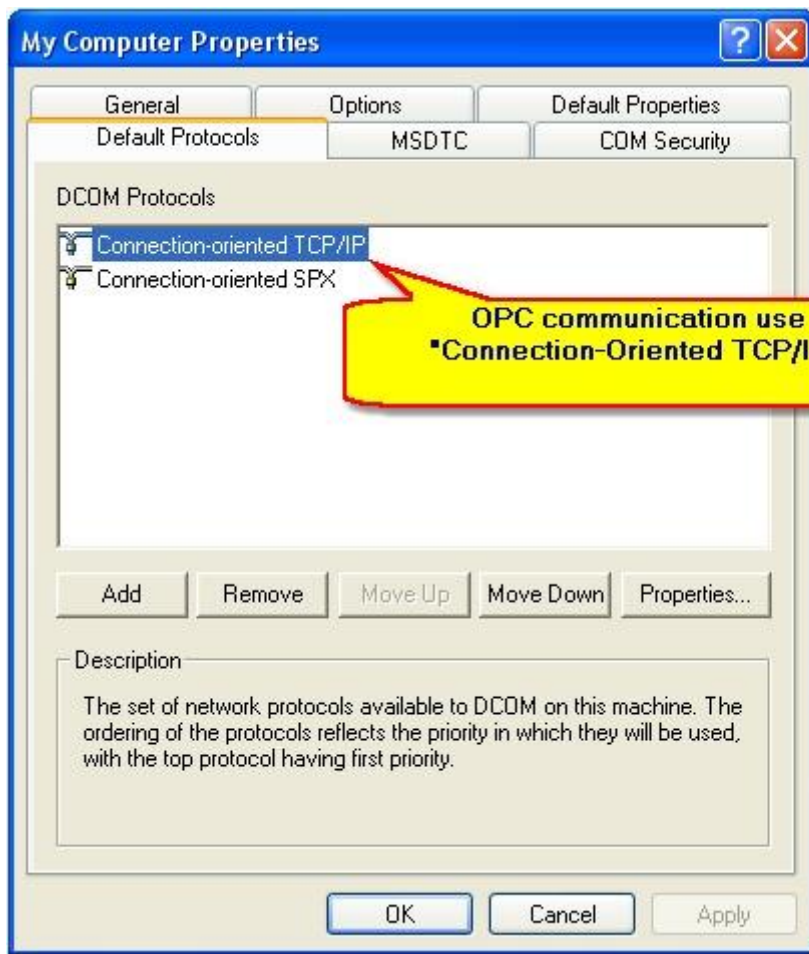 My Computer Properties
General Options Default Properties
Default Protocols MSDTC COM Security
DCOM Protocols
Connection-oriented TCP/IP
Connection-oriented SPX
OPC communication use
"Connection-Oriented TCP/I
Add Remove Move Up Move Down Properties...
Description
The set of network protocols available to DCOM on this machine. The
ordering of the protocols reflects the priority in which they will be used,
with the top protocol having first priority.
OK Cancel Apply